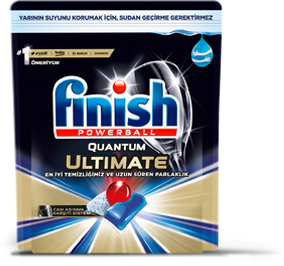 YARININ SUYUNU KORUMAK İÇİN, SUDAN GEÇİRME GEREKTİRMEZ
#1
ÖNERİYOR
finish
POWERBALL
QUANTUM
ULTIMATE
EN İYİ TEMİZLİĞİMİZ VE UZUN SÜREN PARLAKLIK
CAM AŞINMA
KARŞITI SİSTEM